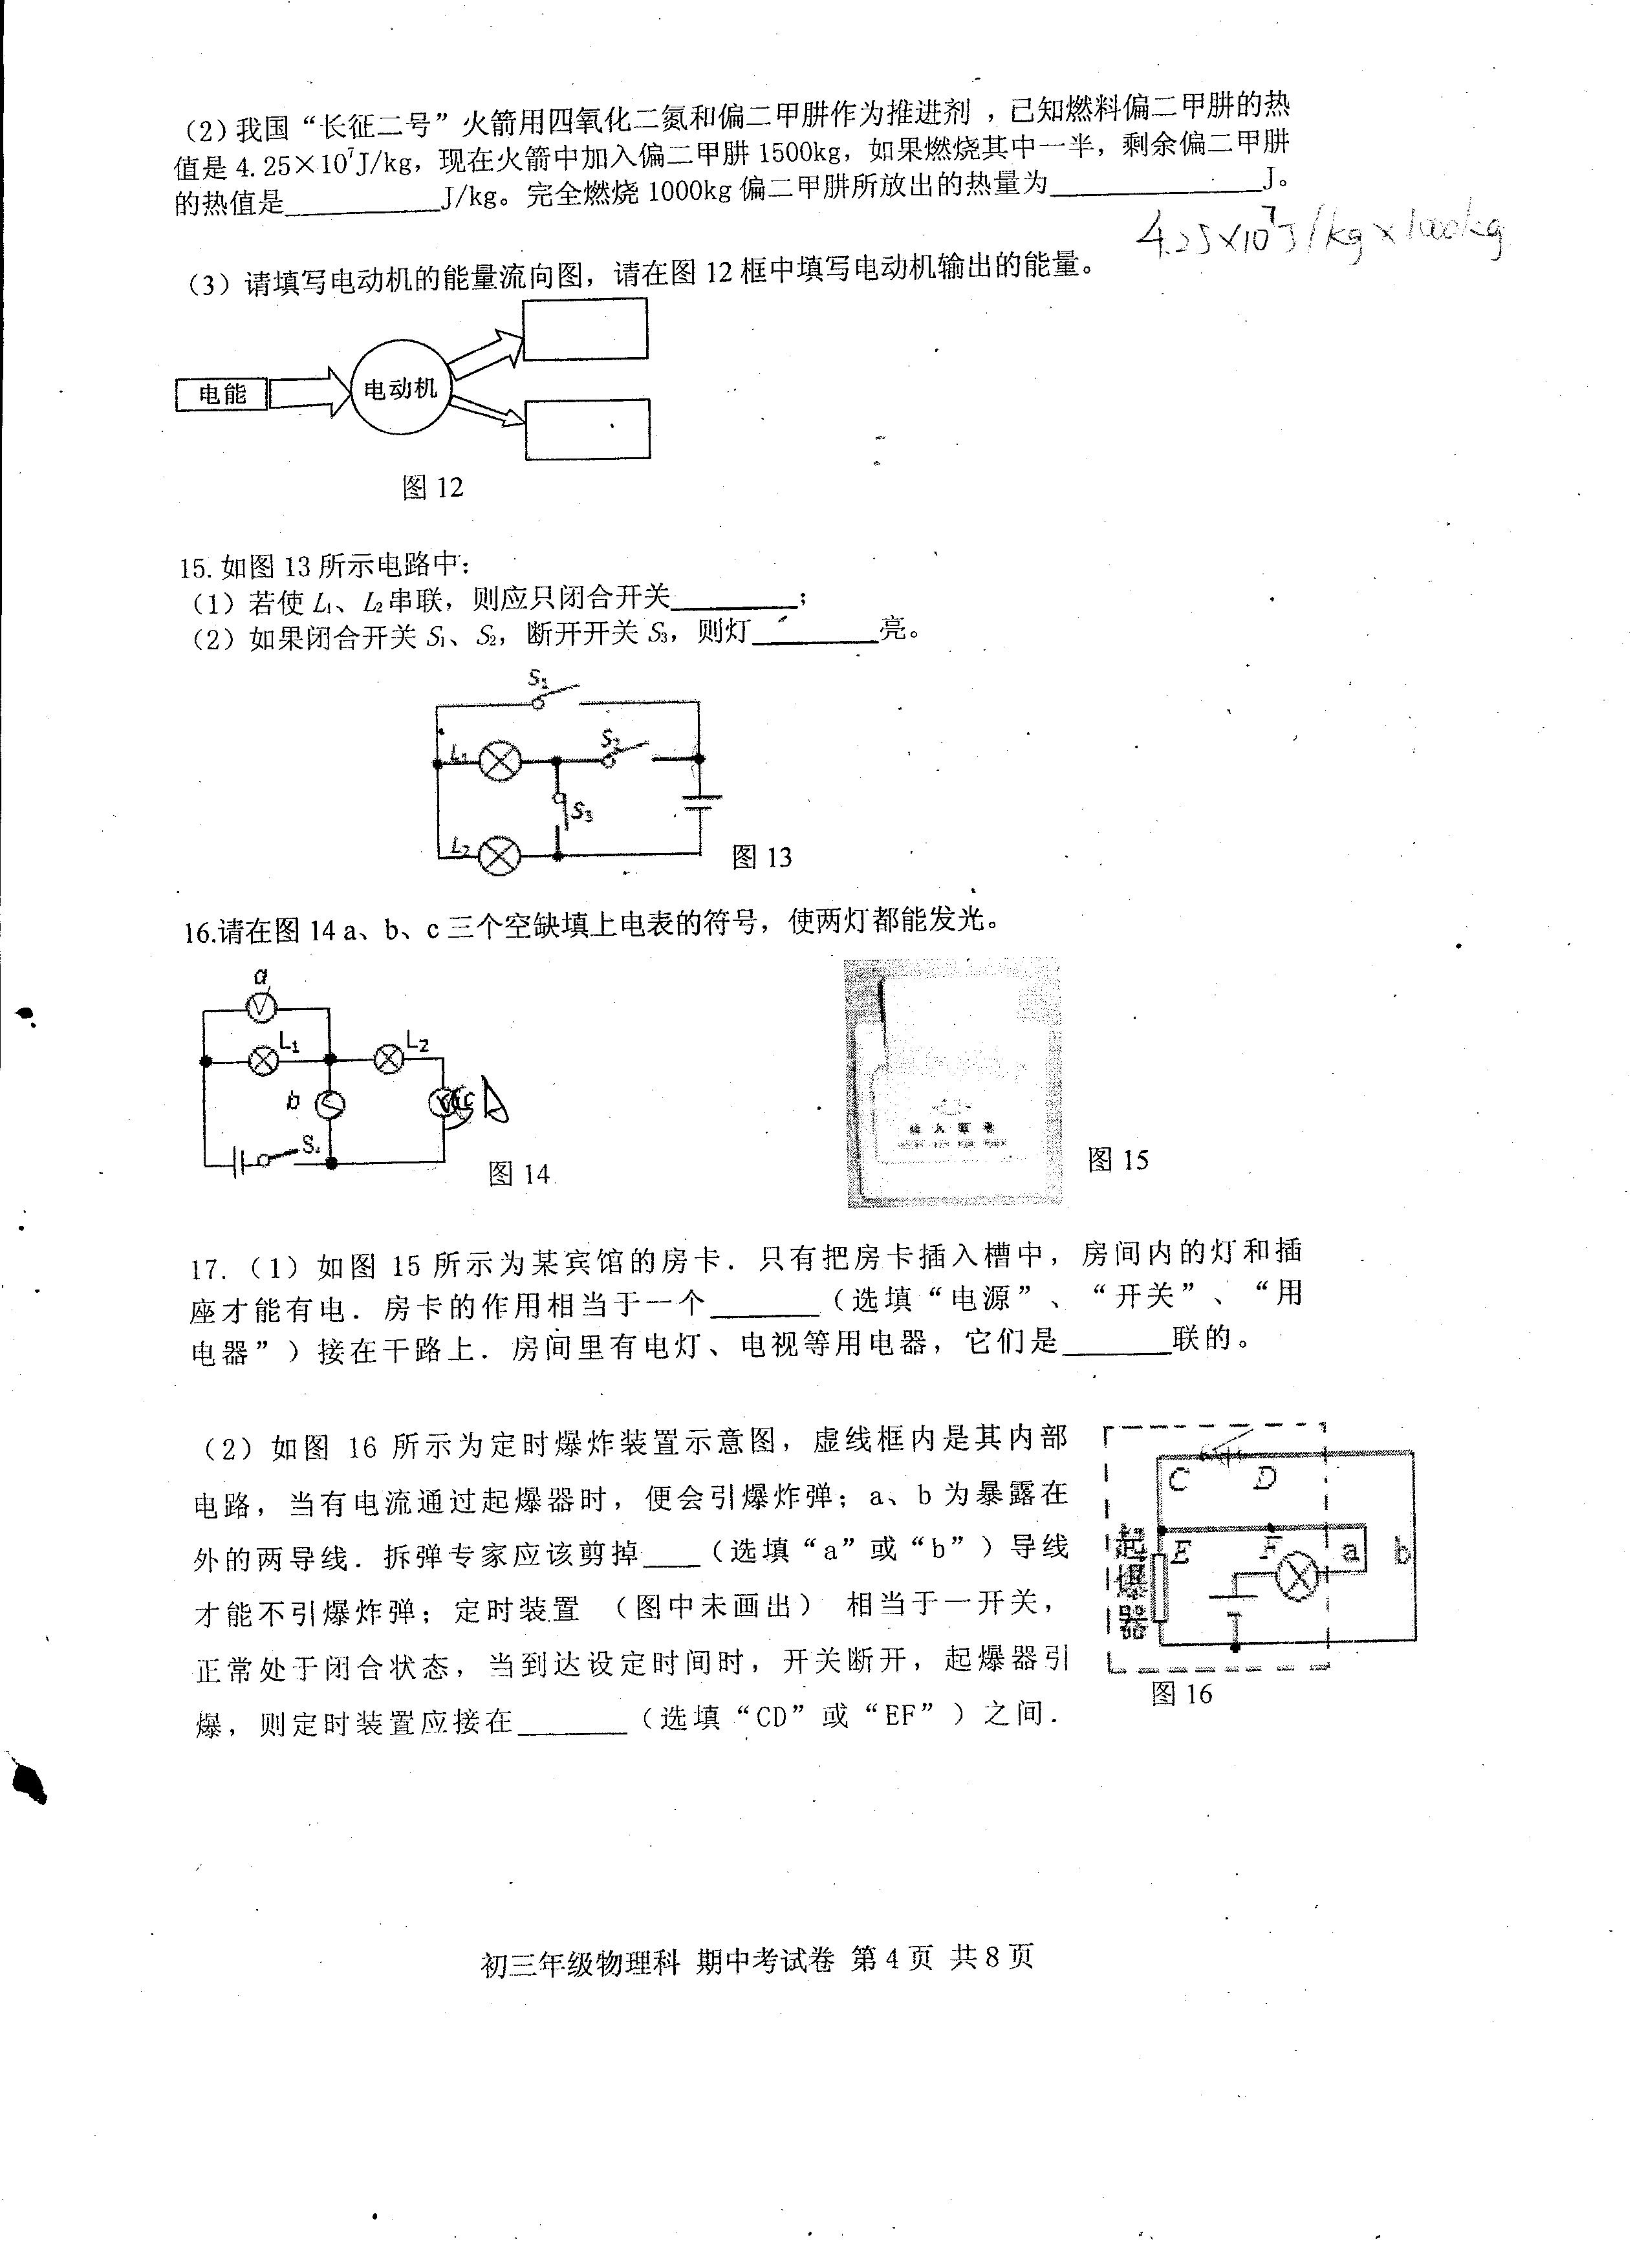 （2）我国“长征二号”火箭用四氧化二氮和偏二甲肼作为推进剂，已知燃料偏二甲肼的热
值是 4.25×10⁷J/kg，现在火箭中加入偏二甲肼 1500kg，如果燃烧其中一半，剩余偏二甲肼
的热值是__________J/kg。完全燃烧 1000kg 偏二甲肼所放出的热量为______________J。
4.25×10⁷J/kg×1000kg
（3）请填写电动机的能量流向图，请在图 12 框中填写电动机输出的能量。
电能
电动机
图 12
15. 如图 13 所示电路中：
（1）若使 L₁、L₂串联，则应只闭合开关________；
（2）如果闭合开关 S₁、S₂，断开开关 S₃，则灯________亮。
S₁
L₁
S₂
S₃
L₂
图 13
16.请在图 14 a、b、c 三个空缺填上电表的符号，使两灯都能发光。
a
V
L₁
L₂
b
c A
S
图 14
插入取电
图 15
17.（1）如图 15 所示为某宾馆的房卡．只有把房卡插入槽中，房间内的灯和插
座才能有电．房卡的作用相当于一个_______（选填“电源”、“开关”、“用
电器”）接在干路上．房间里有电灯、电视等用电器，它们是_______联的。
（2）如图 16 所示为定时爆炸装置示意图，虚线框内是其内部
电路，当有电流通过起爆器时，便会引爆炸弹；a、b 为暴露在
外的两导线．拆弹专家应该剪掉____（选填“a”或“b”）导线
才能不引爆炸弹；定时装置 （图中未画出） 相当于一开关，
正常处于闭合状态，当到达设定时间时，开关断开，起爆器引
爆，则定时装置应接在_______（选填“CD”或“EF”）之间．
C D
E F a b
起爆器
图 16
初三年级物理科 期中考试卷 第 4 页 共 8 页